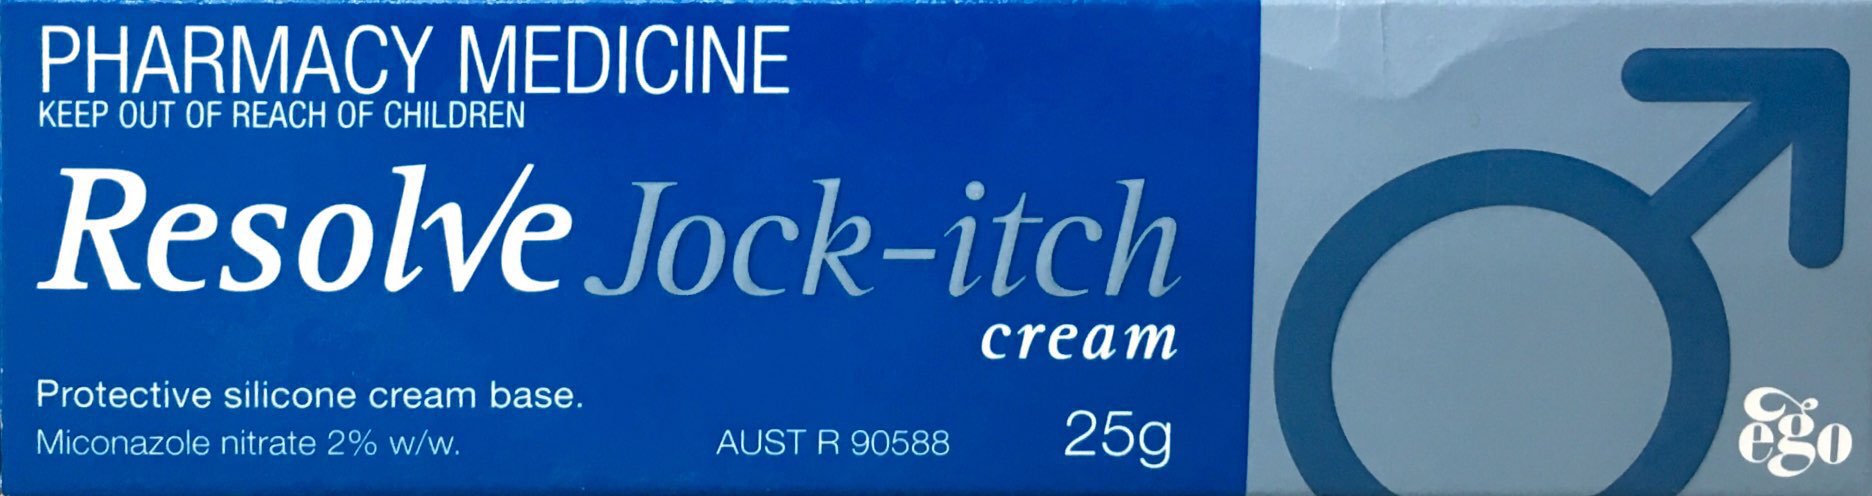 PHARMACY MEDICINE
KEEP OUT OF REACH OF CHILDREN
Resolve Jock-itch
cream
Protective silicone cream base.
Miconazole nitrate 2% w/w.
AUST R 90588
25g
ego